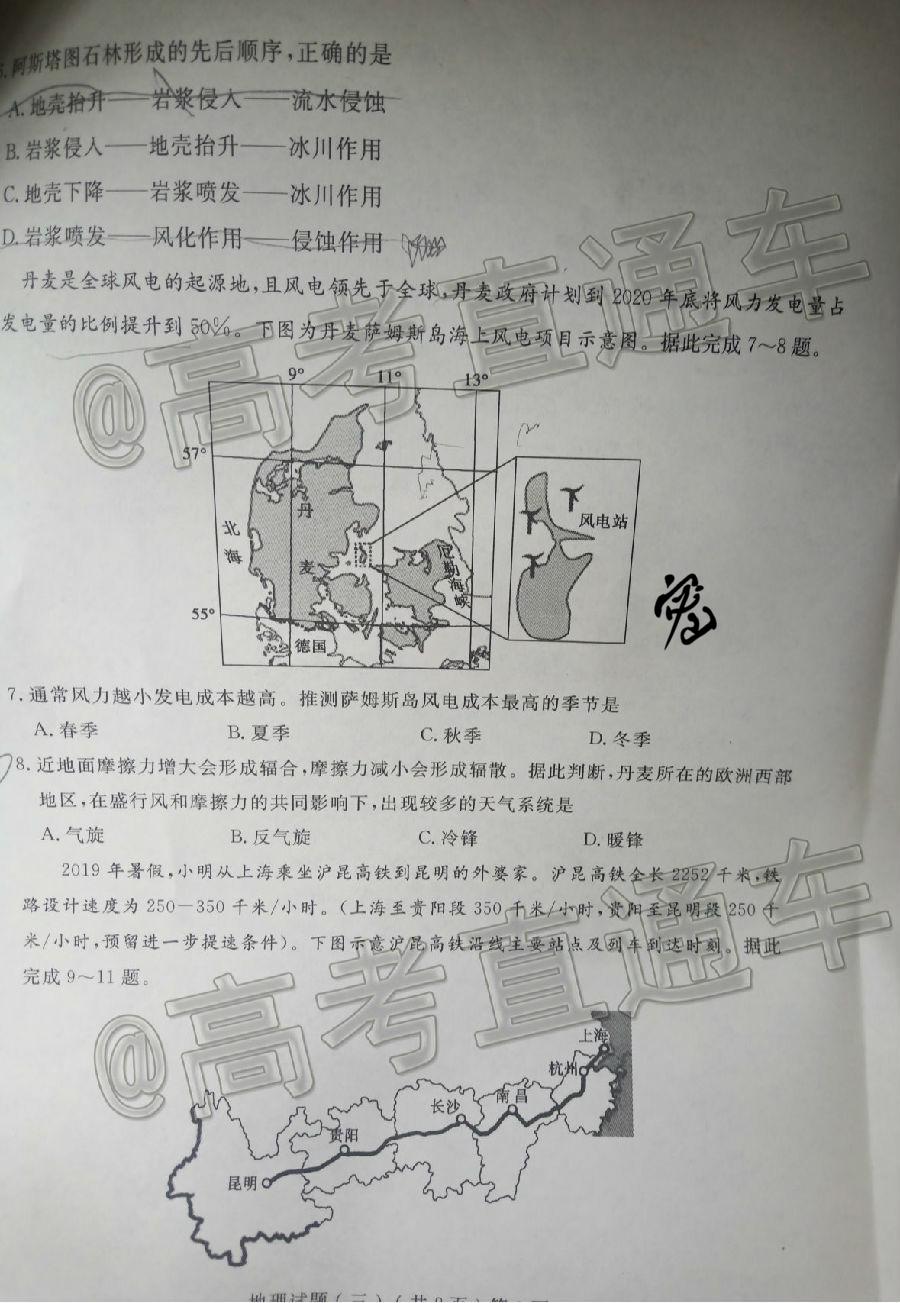 6.阿斯塔图石林形成的先后顺序,正确的是
A.地壳抬升——岩浆侵入——流水侵蚀
B.岩浆侵入——地壳抬升——冰川作用
C.地壳下降——岩浆喷发——冰川作用
D.岩浆喷发——风化作用——侵蚀作用
丹麦是全球风电的起源地,且风电领先于全球,丹麦政府计划到 2020 年底将风力发电量占
发电量的比例提升到 50%。下图为丹麦萨姆斯岛海上风电项目示意图。据此完成 7～8 题。
9° 11° 13°
57°
北海
丹麦
厄勒海峡
风电站
55°
德国
7.通常风力越小发电成本越高。推测萨姆斯岛风电成本最高的季节是
A.春季 B.夏季 C.秋季 D.冬季
8.近地面摩擦力增大会形成辐合,摩擦力减小会形成辐散。据此判断,丹麦所在的欧洲西部
地区,在盛行风和摩擦力的共同影响下,出现较多的天气系统是
A.气旋 B.反气旋 C.冷锋 D.暖锋
2019 年暑假,小明从上海乘坐沪昆高铁到昆明的外婆家。沪昆高铁全长 2252 千米,铁
路设计速度为 250—350 千米/小时。(上海至贵阳段 350 千米/小时,贵阳至昆明段 250 千
米/小时,预留进一步提速条件)。下图示意沪昆高铁沿线主要站点及列车到达时刻。据此
完成 9～11 题。
上海
杭州
南昌
长沙
贵阳
昆明
@高考直通车
@高考直通车